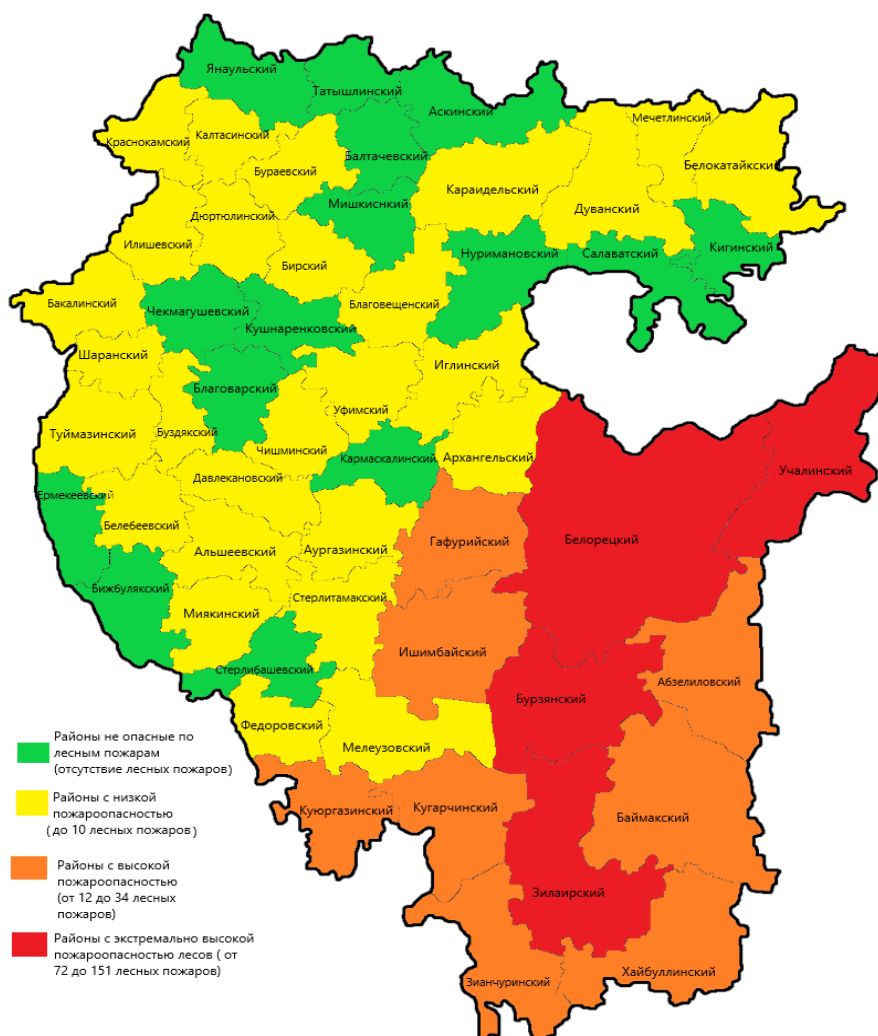 Янаульский
Татышлинский
Аскинский
Мечетлинский
Краснокамский
Калтасинский
Балтачевский
Белокатайкский
Бураевский
Караидельский
Мишкиснкий
Дуванский
Дюртюлинский
Илишевский
Нуримановский
Салаватский
Кигинский
Бирский
Бакалинский
Чекмагушевский
Благовещенский
Кушнаренковский
Шаранский
Иглинский
Благоварский
Уфимский
Туймазинский
Буздякский
Чишминский
Кармаскалинский
Архангельский
Учалинский
Давлекановский
Ермекеевский
Белебеевский
Гафурийский
Белорецкий
Альшеевский
Аургазинский
Бижбулякский
Стерлитамакский
Миякинский
Ишимбайский
Стерлибашевский
Абзелиловский
Бурзянский
Федоровский
Мелеузовский
Куюргазинский
Кугарчинский
Баймакский
Зилаирский
Хайбуллинский
Зианчуринский
Районы не опасные по
лесным пожарам
(отсутствие лесных пожаров)
Районы с низкой
пожароопасностью
( до 10 лесных пожаров)
Районы с высокой
пожароопасностью
(от 12 до 34 лесных
пожаров)
Районы с экстремально высокой
пожароопасностью лесов ( от
72 до 151 лесных пожаров)